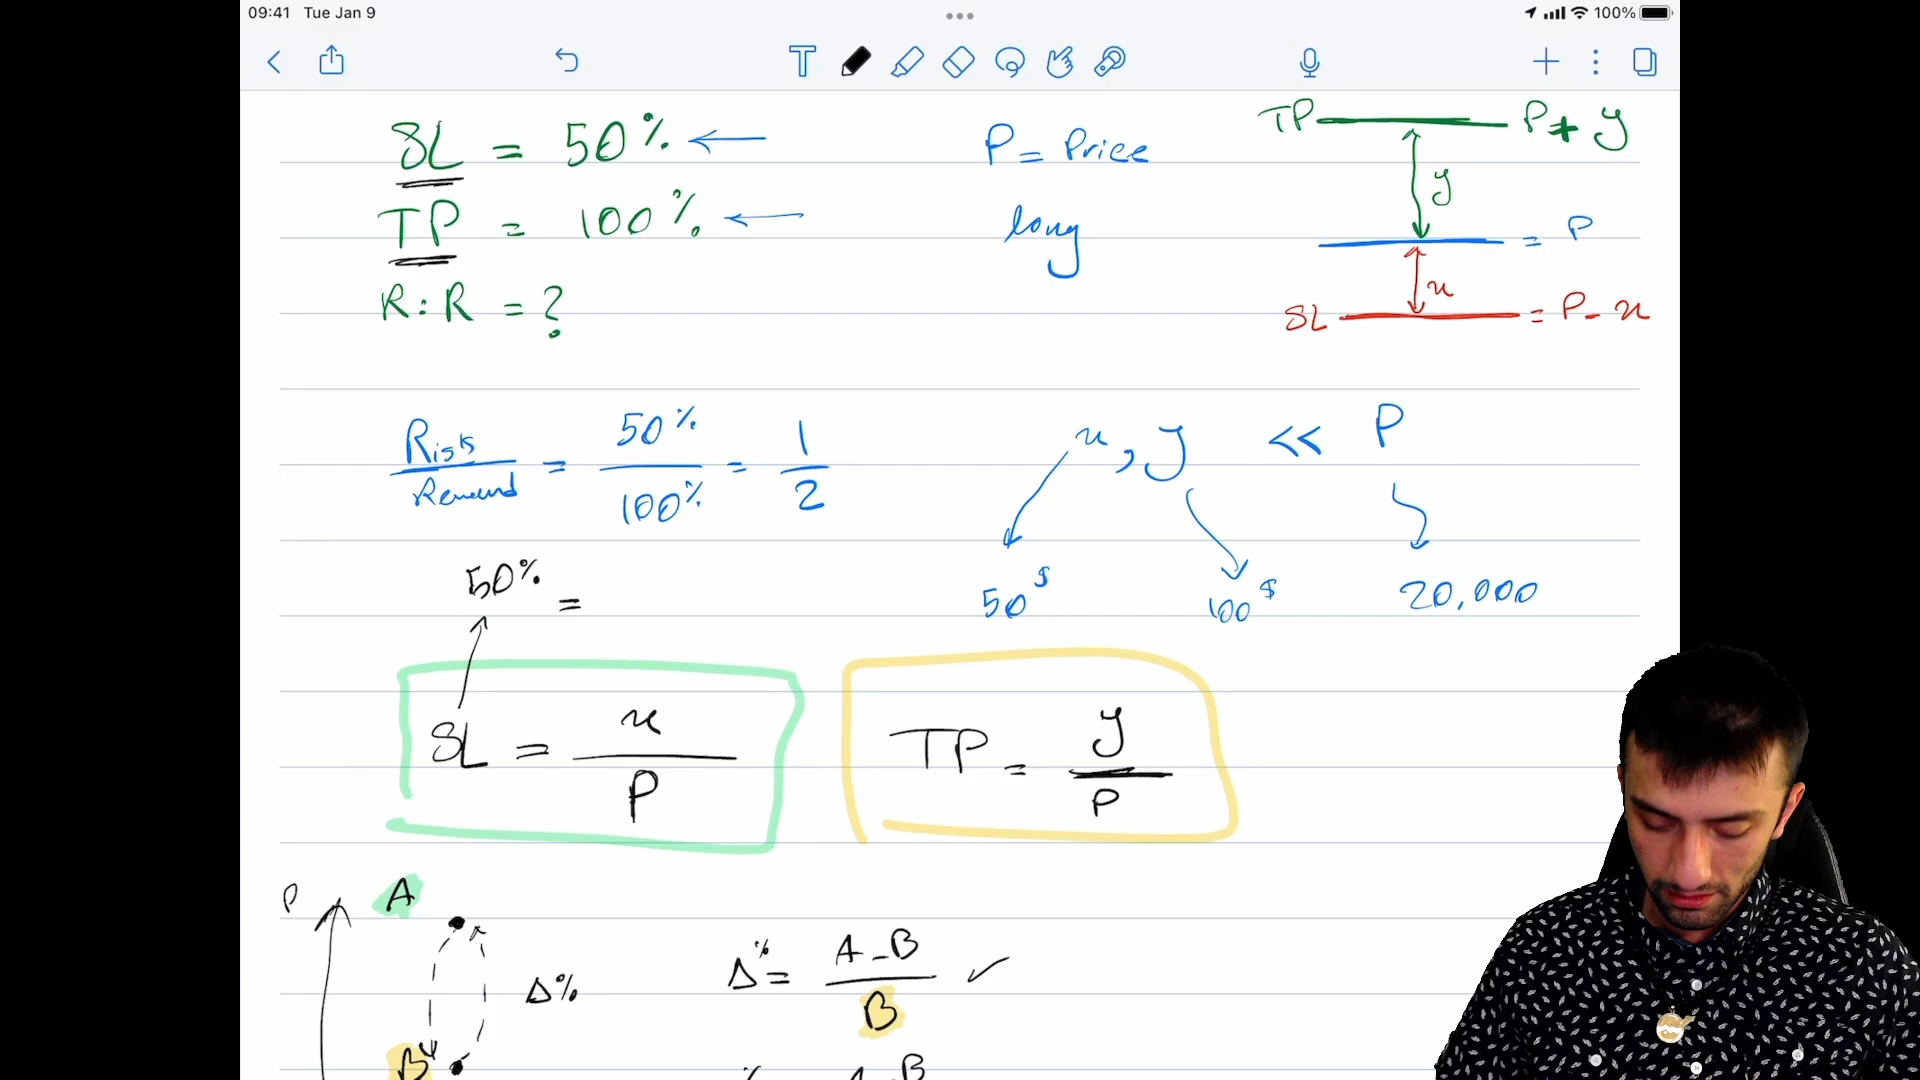 09:41 Tue Jan 9
100%
T
SL = 50% ←
TP = 100% ←
R:R = ?
P = Price
long
TP P + y
y
= P
x
SL = P - x
Risk/Reward = 50%/100% = 1/2
x, y << P
50$ 100$ 20,000
50% =
SL = x/P
TP = y/P
P A
Δ%
Δ% = A-B/B ✓
B
% A-B